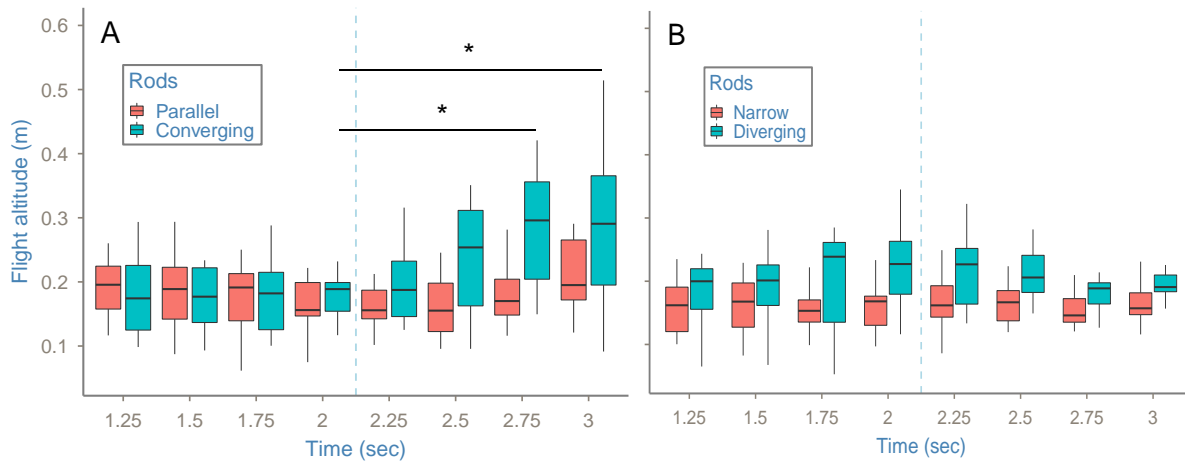 A
Rods
Parallel
Converging
*
*
Flight altitude (m)
0.6
0.5
0.4
0.3
0.2
0.1
1.25 1.5 1.75 2 2.25 2.5 2.75 3
Time (sec)
B
Rods
Narrow
Diverging
1.25 1.5 1.75 2 2.25 2.5 2.75 3
Time (sec)